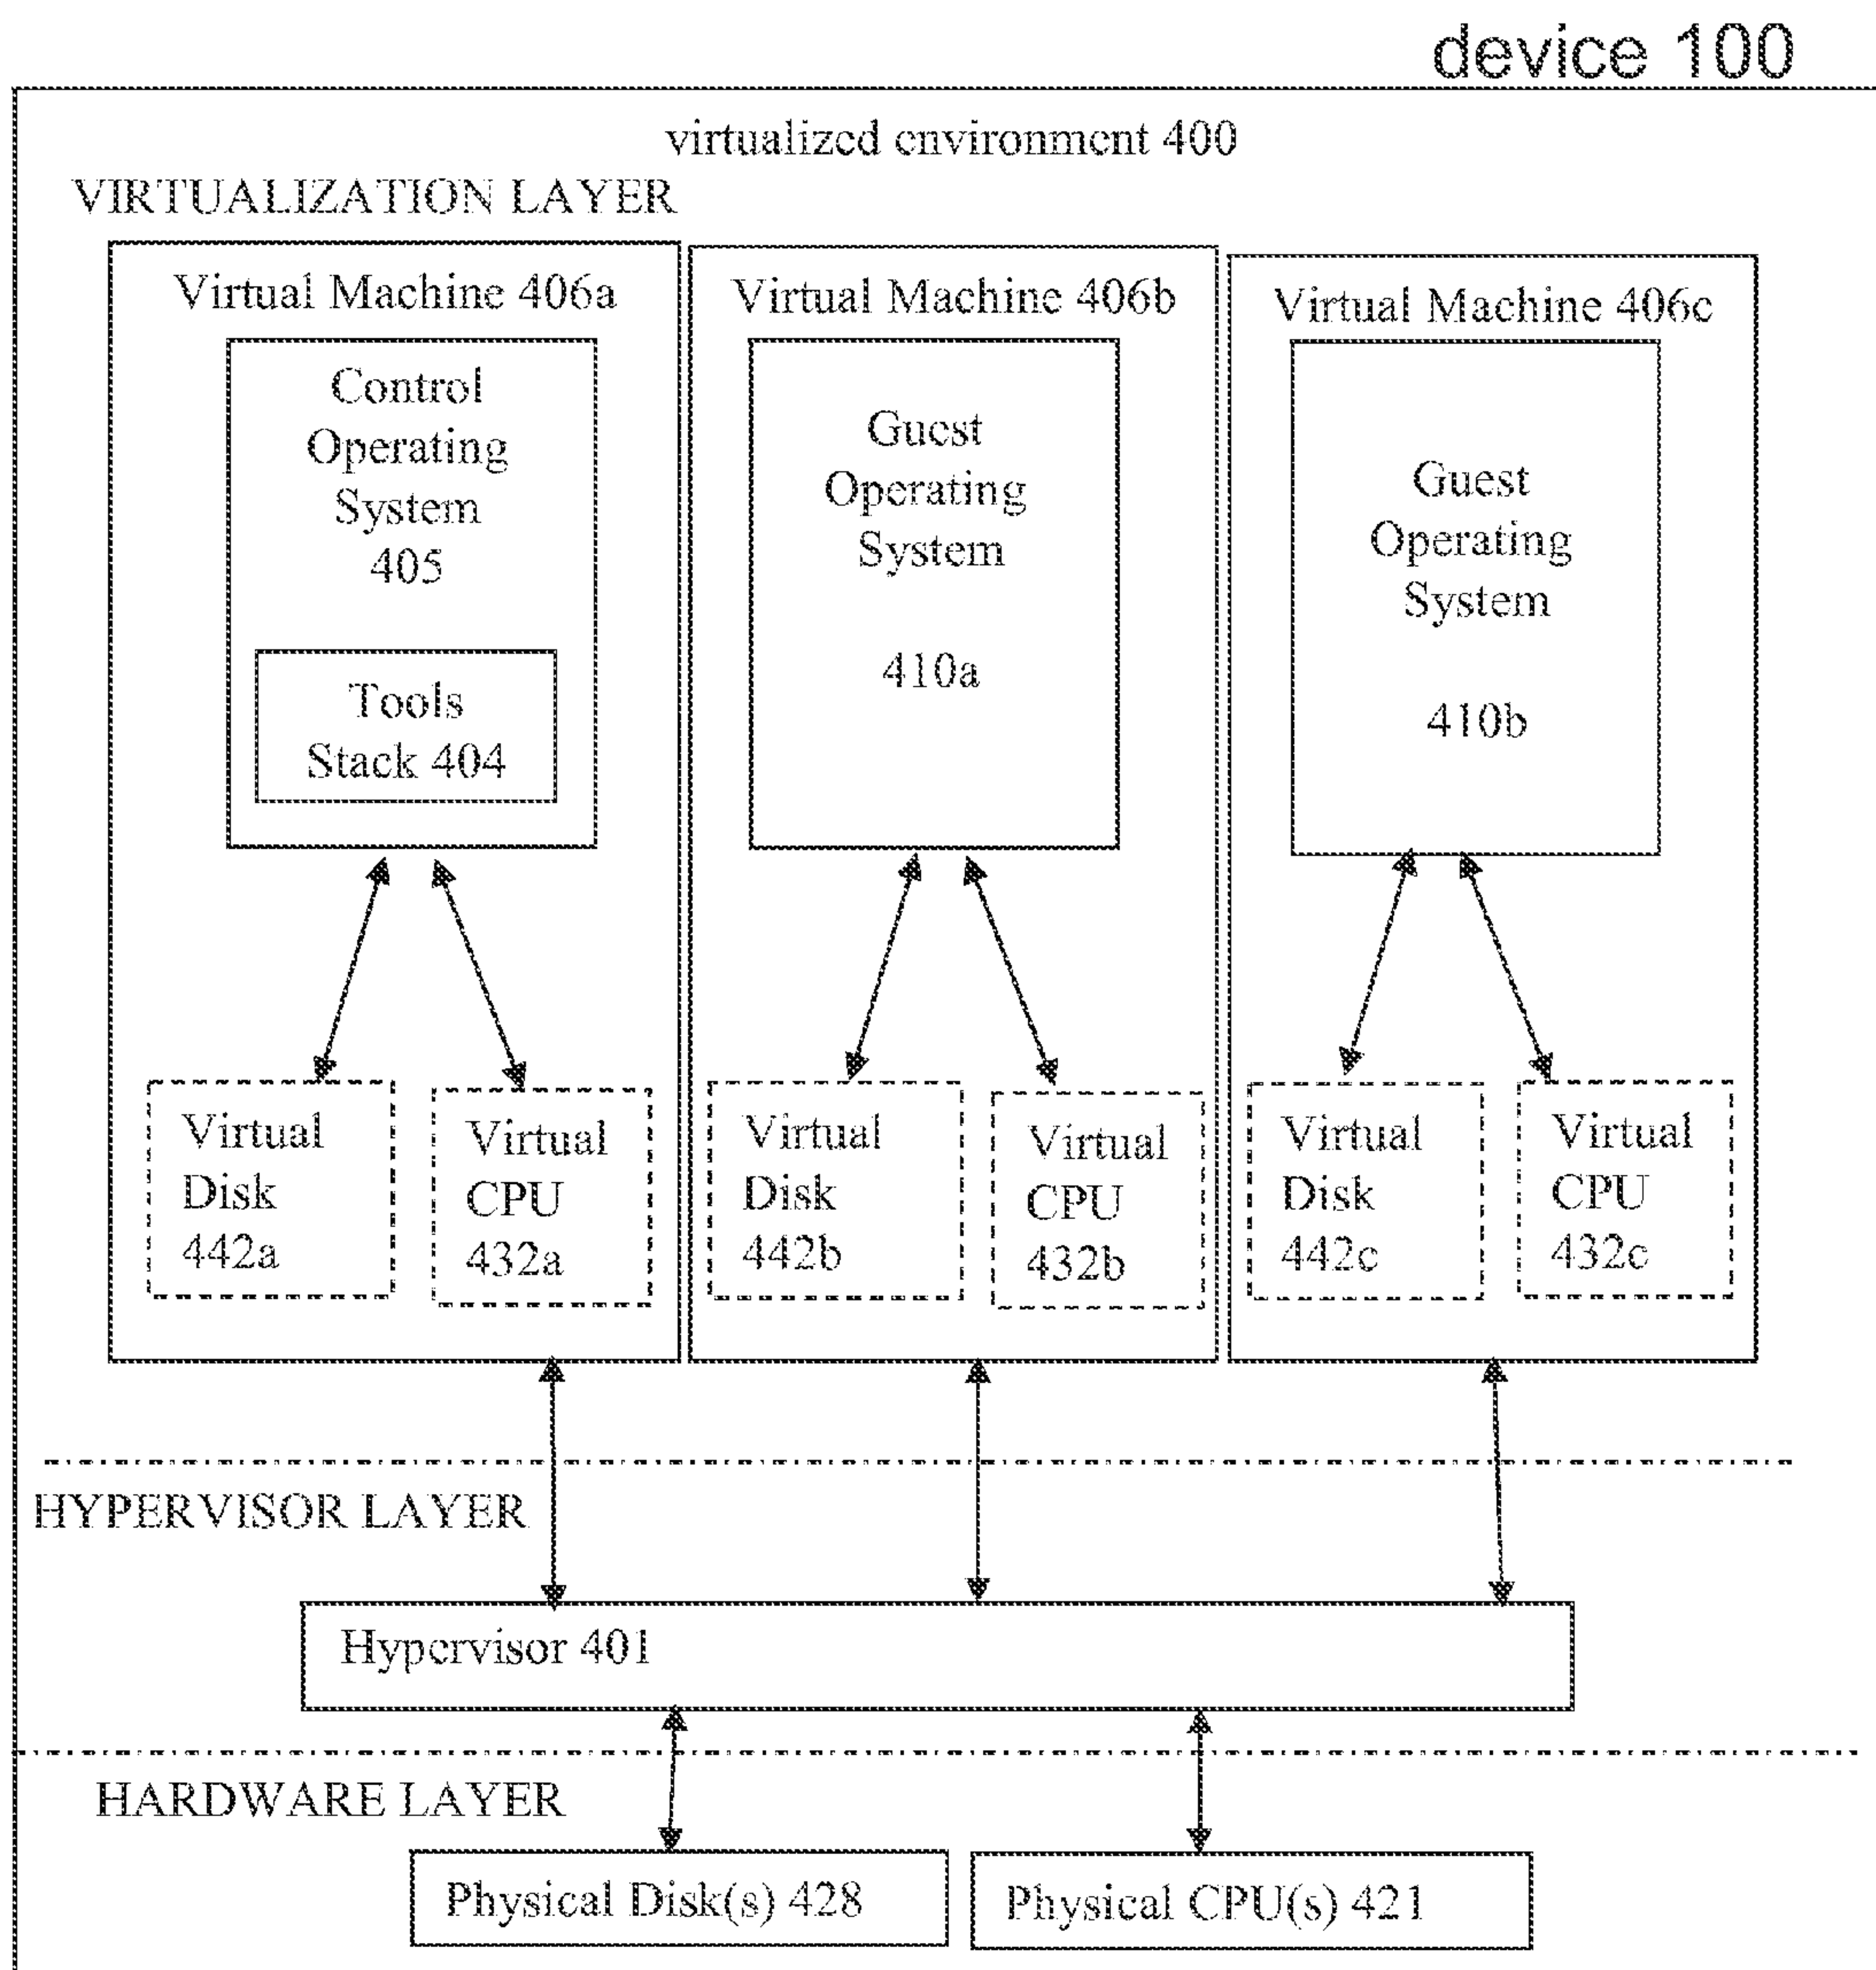 device 100
virtualized environment 400
VIRTUALIZATION LAYER
Virtual Machine 406a
Control
Operating
System
405
Tools
Stack 404
Virtual
Disk
442a
Virtual
CPU
432a
Virtual Machine 406b
Guest
Operating
System
410a
Virtual
Disk
442b
Virtual
CPU
432b
Virtual Machine 406c
Guest
Operating
System
410b
Virtual
Disk
442c
Virtual
CPU
432c
HYPERVISOR LAYER
Hypervisor 401
HARDWARE LAYER
Physical Disk(s) 428
Physical CPU(s) 421